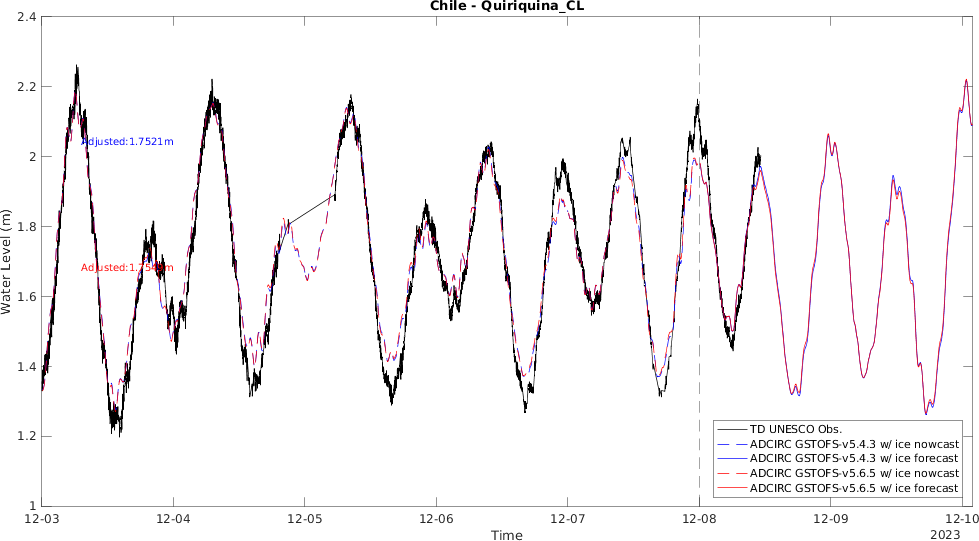 Chile - Quiriquina_CL
2.4
2.2
Adjusted:1.7521m
2
1.8
Water Level (m)
1.6
1.4
1.2
1
TD UNESCO Obs.
ADCIRC GSTOFS-v5.4.3 w/ ice nowcast
ADCIRC GSTOFS-v5.4.3 w/ ice forecast
ADCIRC GSTOFS-v5.6.5 w/ ice nowcast
ADCIRC GSTOFS-v5.6.5 w/ ice forecast
12-03 12-04 12-05 12-06 12-07 12-08 12-09 12-10
Time
2023